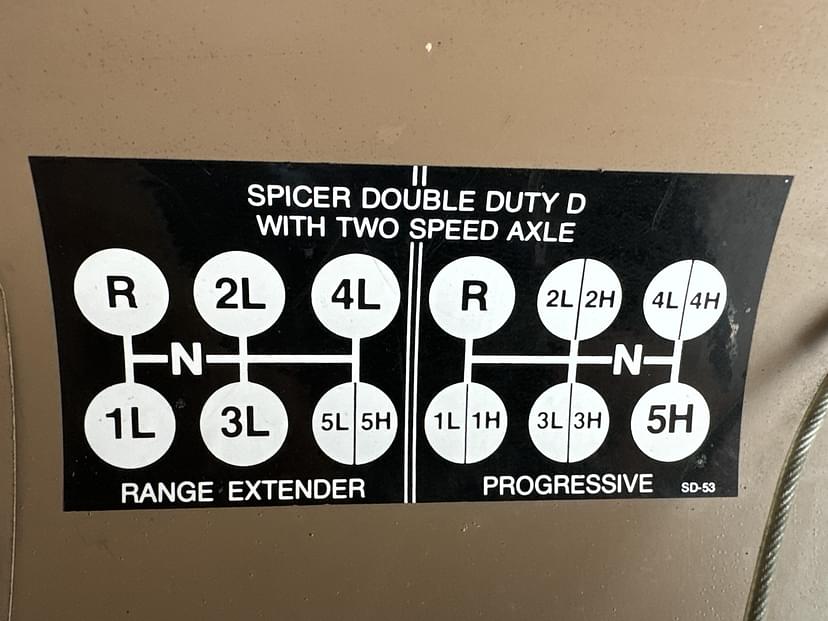 SPICER DOUBLE DUTY D
WITH TWO SPEED AXLE
R 2L 4L
N
1L 3L 5L 5H
RANGE EXTENDER
R 2L 2H 4L 4H
N
1L 1H 3L 3H 5H
PROGRESSIVE
SD-53